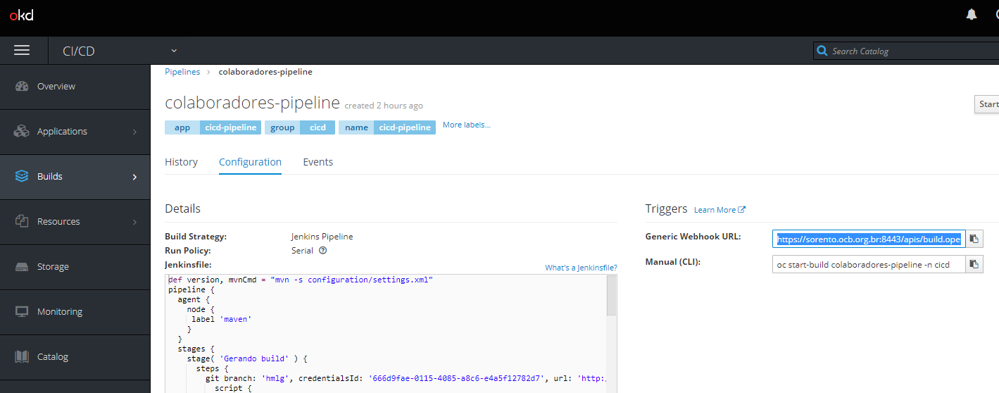 okd
CI/CD
Search Catalog
Overview
Applications
Builds
Resources
Storage
Monitoring
Catalog
Pipelines > colaboradores-pipeline
colaboradores-pipeline created 2 hours ago
Start
app cicd-pipeline group cicd name cicd-pipeline More labels...
History Configuration Events
Details
Build Strategy: Jenkins Pipeline
Run Policy: Serial
Jenkinsfile: What's a Jenkinsfile?
def version, mvnCmd = "mvn -s configuration/settings.xml"
pipeline {
agent {
node {
label 'maven'
}
}
stages {
stage( 'Gerando build' ) {
steps {
git branch: 'hmlg', credentialsId: '666d9fae-0115-4085-a8c6-e4a5f12782d7', url: 'http:
script {
Triggers Learn More
Generic Webhook URL: https://sorento.ocb.org.br:8443/apis/build.ope
Manual (CLI): oc start-build colaboradores-pipeline -n cicd